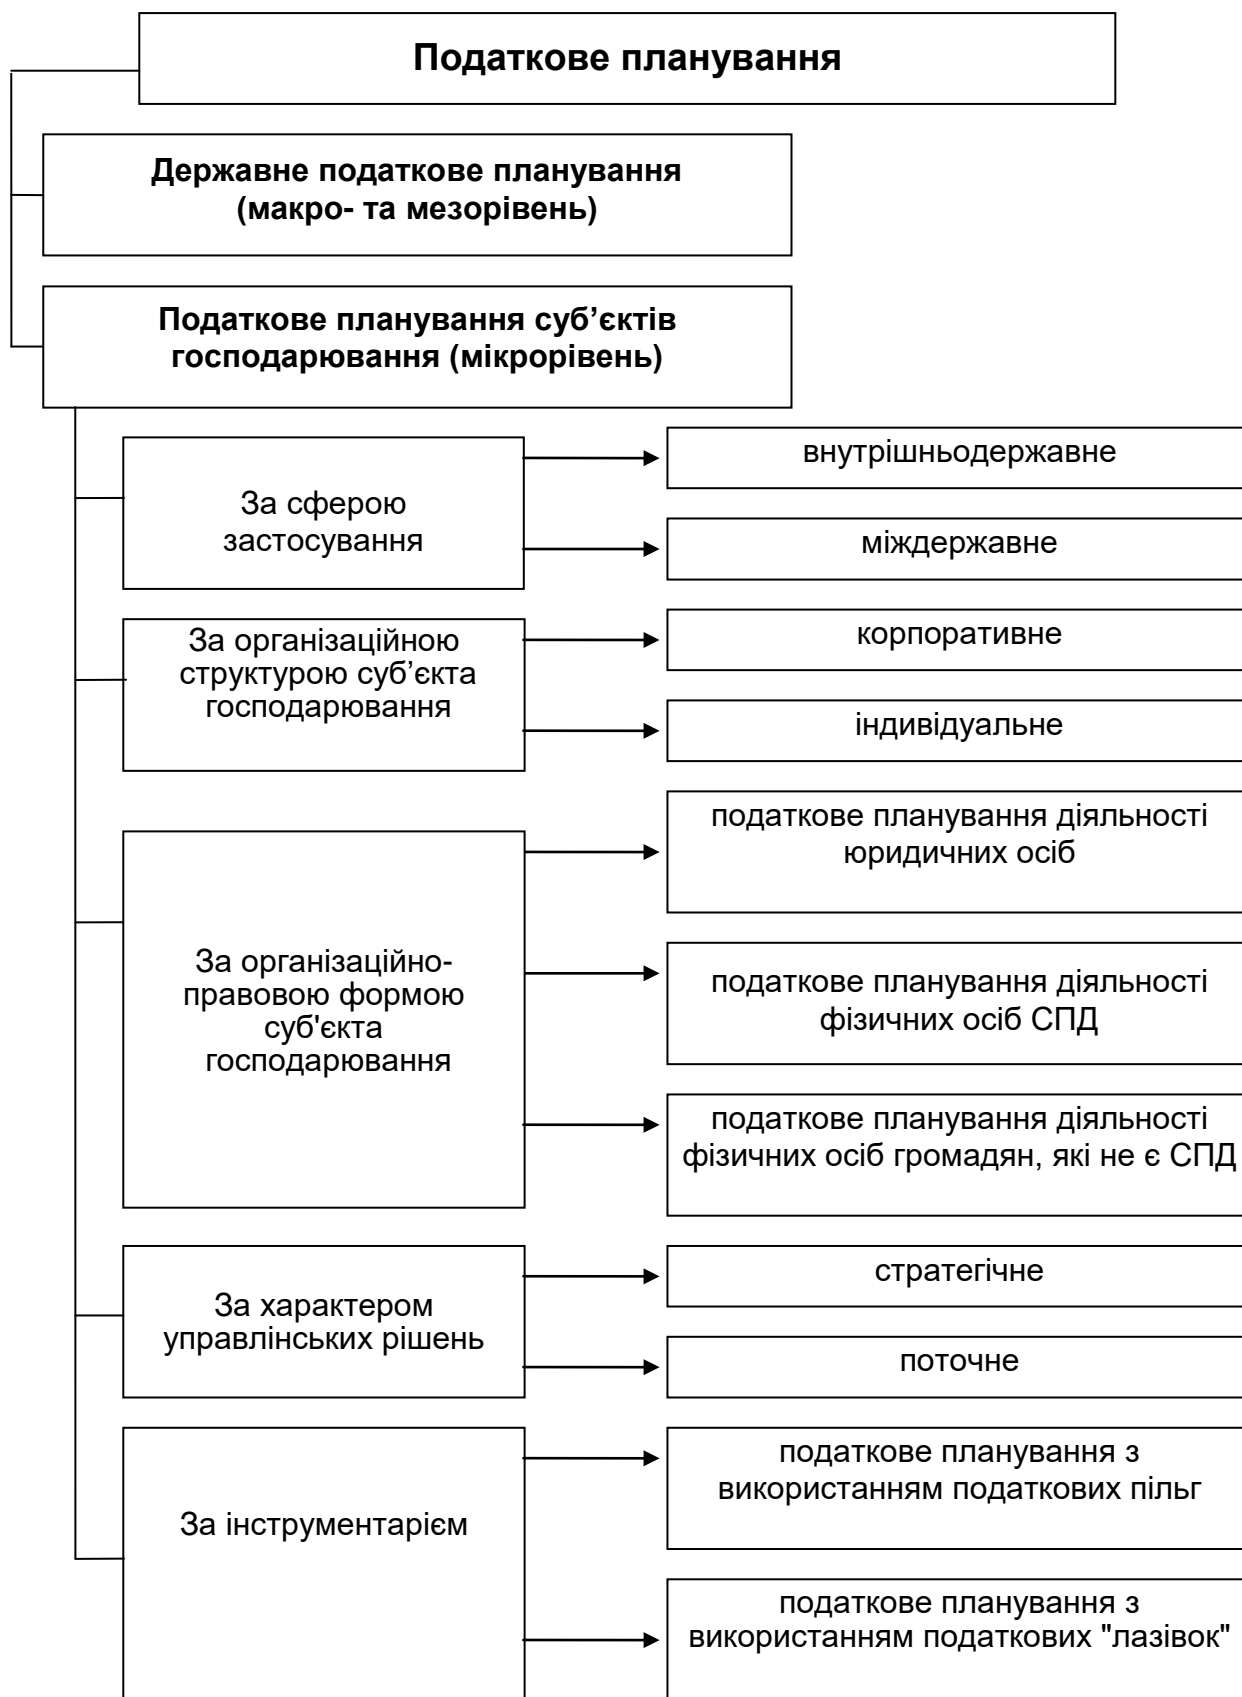 Податкове планування
Державне податкове планування
(макро- та мезорівень)
Податкове планування суб’єктів
господарювання (мікрорівень)
За сферою
застосування
внутрішньодержавне
міждержавне
За організаційною
структурою суб’єкта
господарювання
корпоративне
індивідуальне
За організаційно-
правовою формою
суб'єкта
господарювання
податкове планування діяльності
юридичних осіб
податкове планування діяльності
фізичних осіб СПД
податкове планування діяльності
фізичних осіб громадян, які не є СПД
За характером
управлінських рішень
стратегічне
поточне
За інструментарієм
податкове планування з
використанням податкових пільг
податкове планування з
використанням податкових "лазівок"